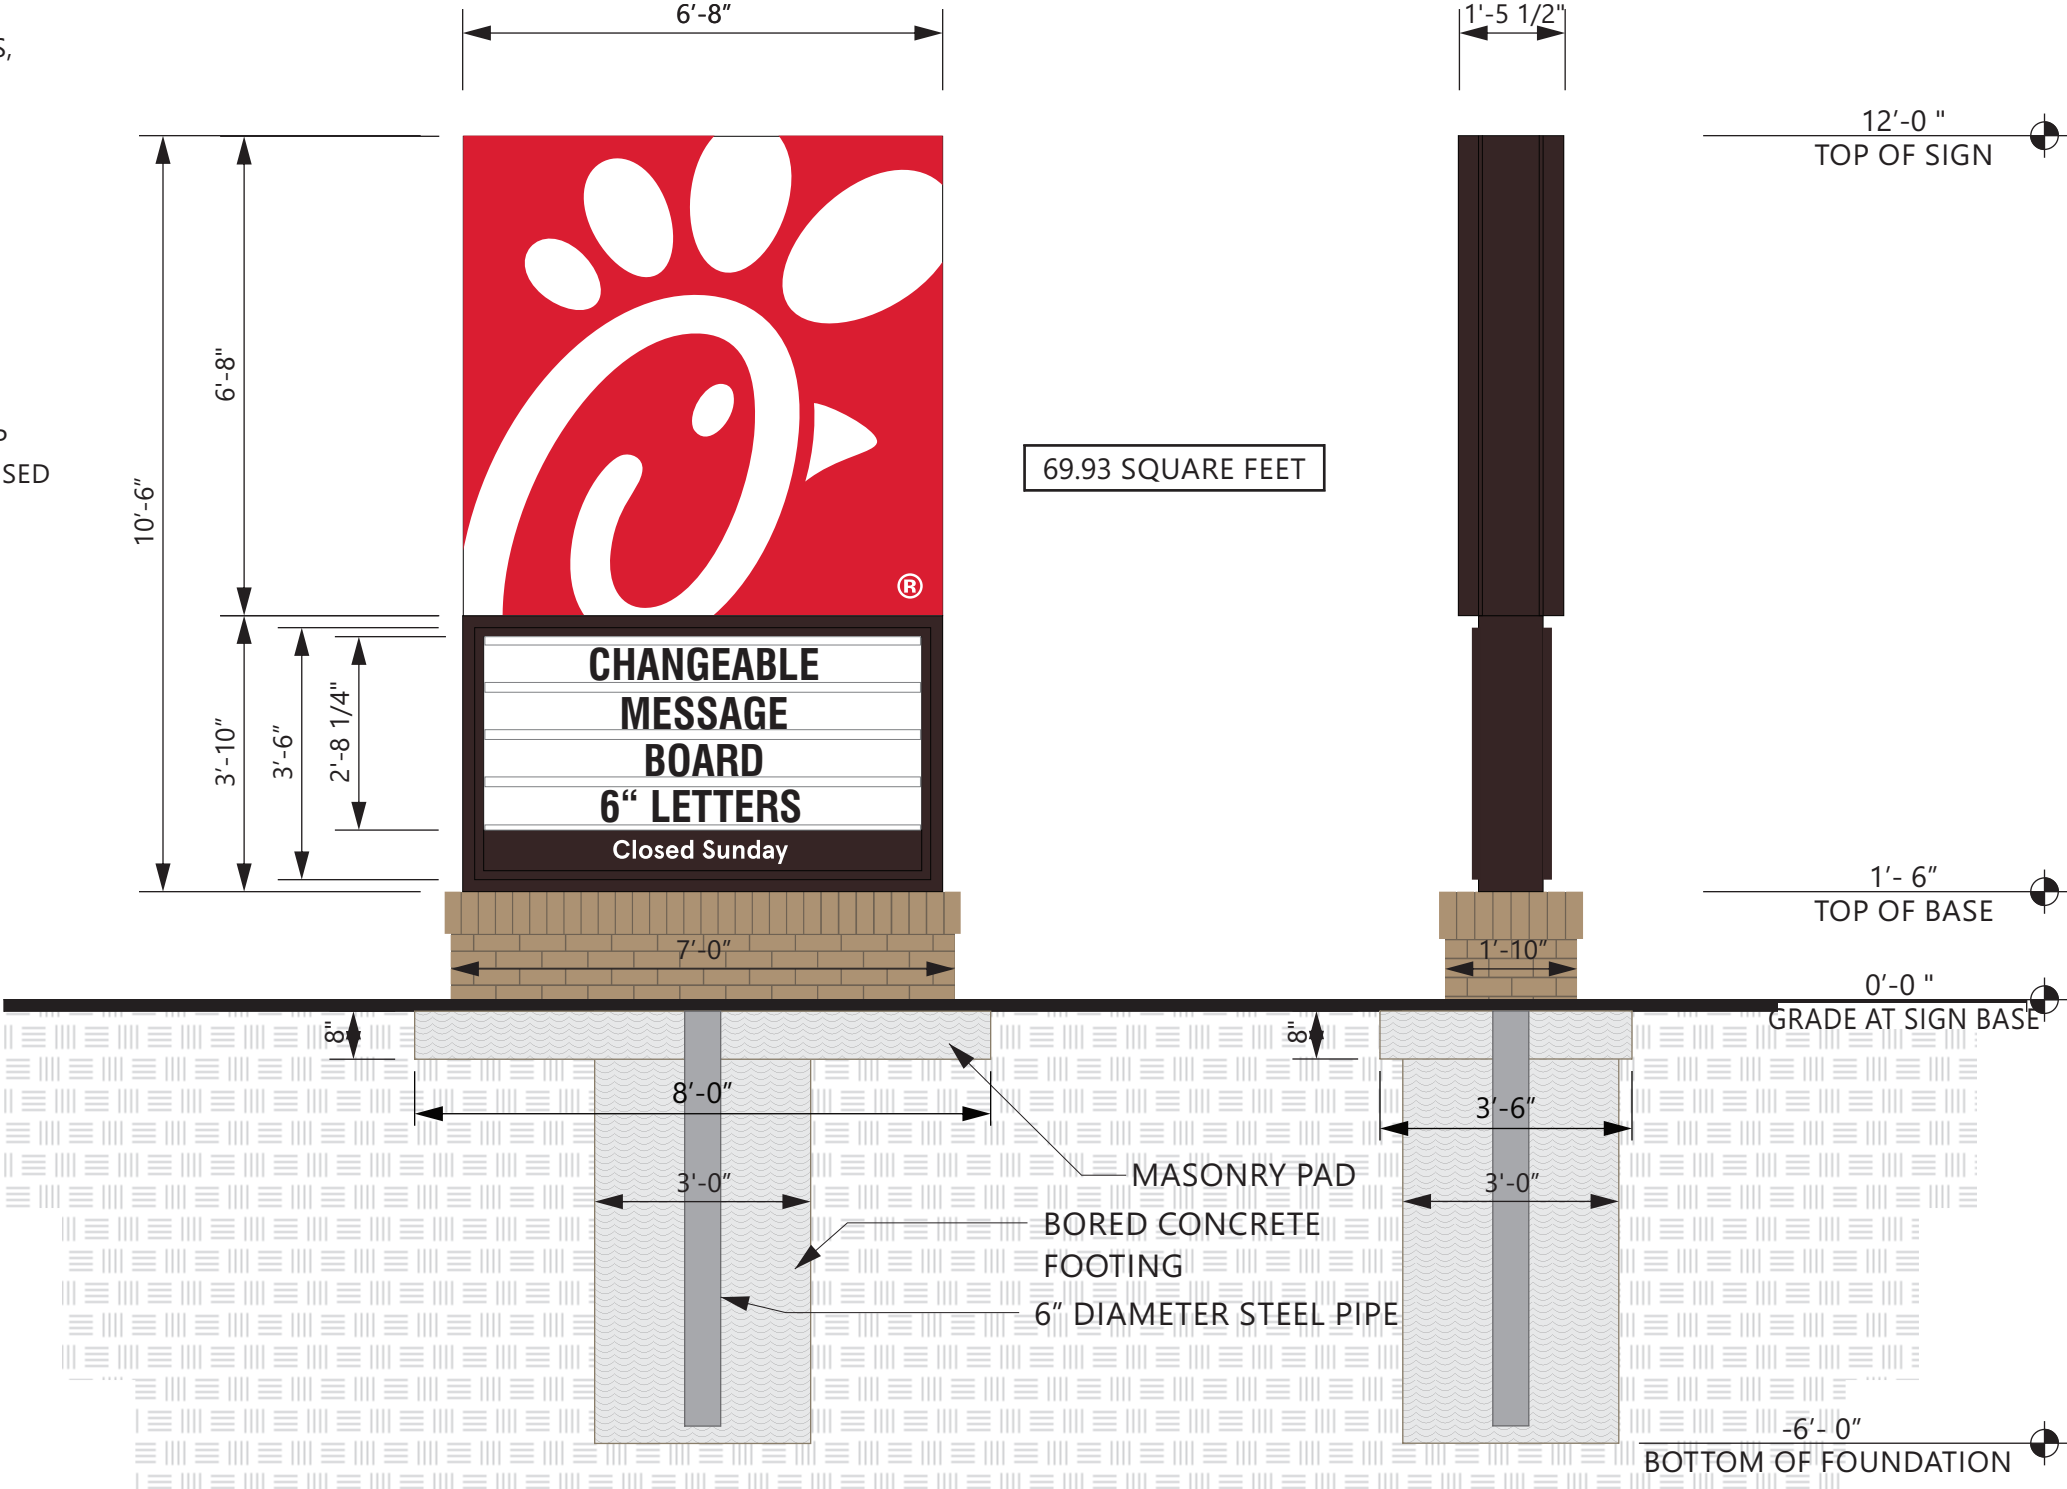 6'-8"
1'-5 1/2"
S,
12'-0 "
TOP OF SIGN
6'-8"
10'-6"
P
SED
69.93 SQUARE FEET
®
CHANGEABLE
MESSAGE
BOARD
6“ LETTERS
Closed Sunday
3'-10"
3'-6"
2'-8 1/4"
1'- 6"
TOP OF BASE
7'-0"
1'-10"
0'-0 "
GRADE AT SIGN BASE
8"
8"
8'-0"
3'-6"
MASONRY PAD
3'-0"
3'-0"
BORED CONCRETE
FOOTING
6" DIAMETER STEEL PIPE
-6'- 0"
BOTTOM OF FOUNDATION